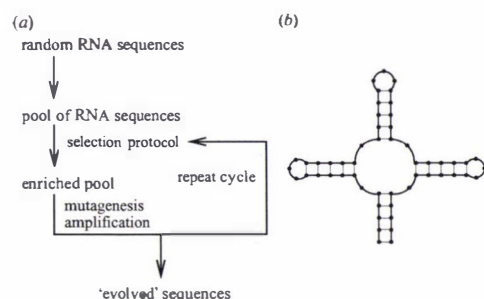 (a)
random RNA sequences
pool of RNA sequences
selection protocol
enriched pool
repeat cycle
mutagenesis
amplification
'evolved' sequences
(b)